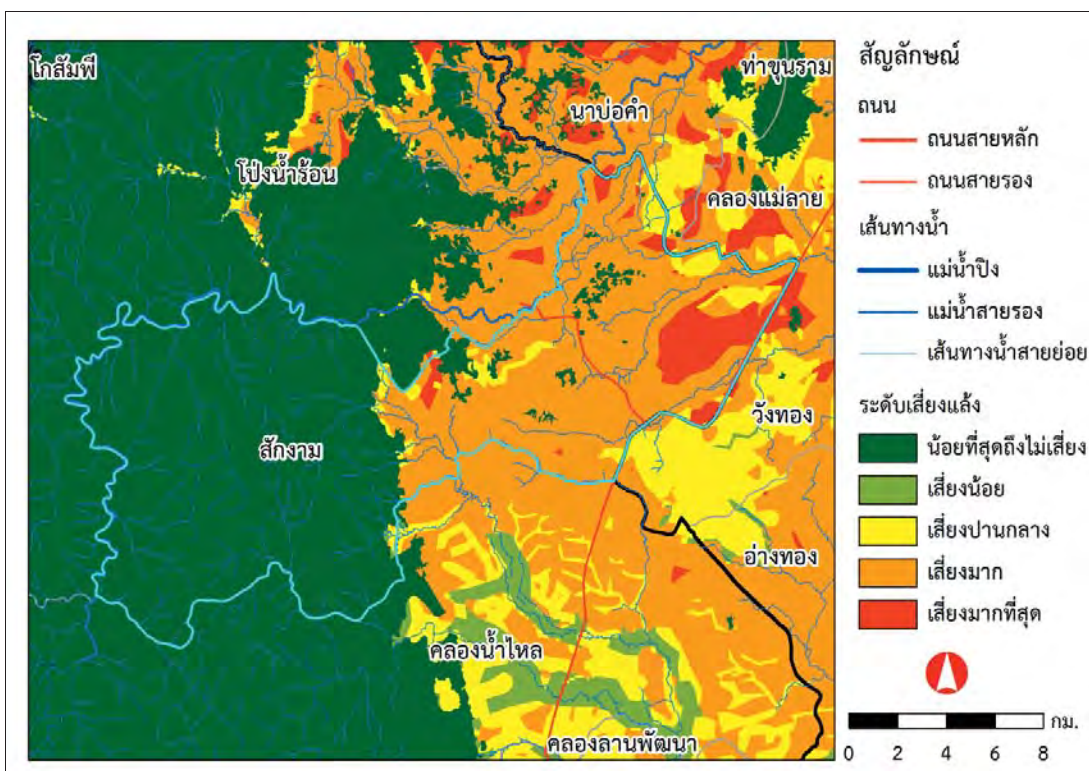 โกสัมพี
ท่าขุนราม
นาบ่อคำ
โป่งน้ำร้อน
คลองแม่ลาย
สักงาม
วังทอง
อ่างทอง
คลองน้ำไหล
คลองลานพัฒนา
สัญลักษณ์
ถนน
ถนนสายหลัก
ถนนสายรอง
เส้นทางน้ำ
แม่น้ำปิง
แม่น้ำสายรอง
เส้นทางน้ำสายย่อย
ระดับเสี่ยงแล้ง
น้อยที่สุดถึงไม่เสี่ยง
เสี่ยงน้อย
เสี่ยงปานกลาง
เสี่ยงมาก
เสี่ยงมากที่สุด
กม.
0 2 4 6 8